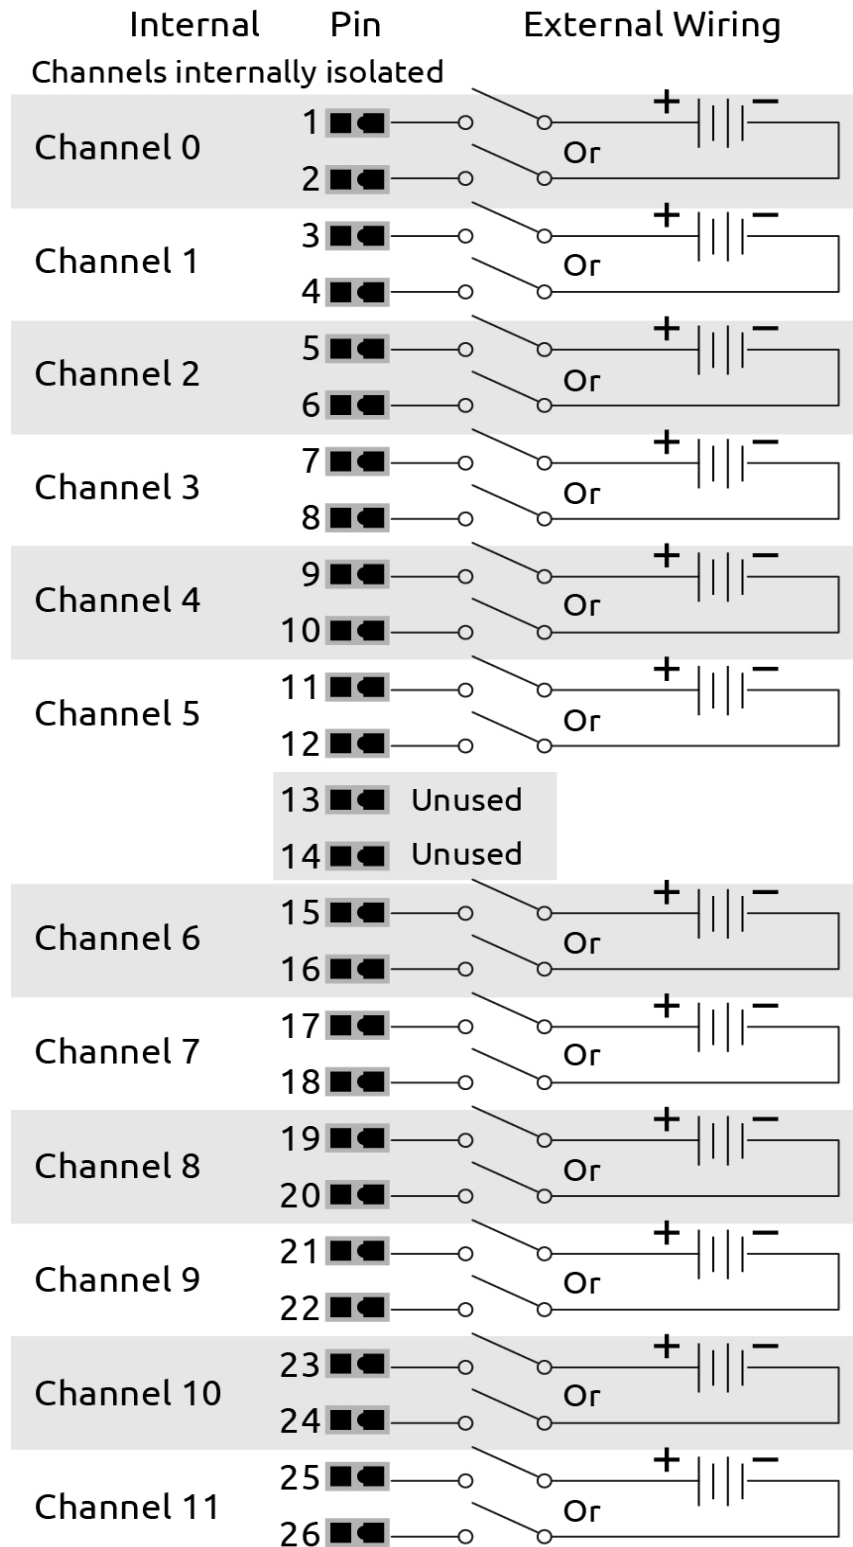 Internal Pin External Wiring
Channels internally isolated
Channel 0
1 + −
Or
2
Channel 1
3 + −
Or
4
Channel 2
5 + −
Or
6
Channel 3
7 + −
Or
8
Channel 4
9 + −
Or
10
Channel 5
11 + −
Or
12
13 Unused
14 Unused
Channel 6
15 + −
Or
16
Channel 7
17 + −
Or
18
Channel 8
19 + −
Or
20
Channel 9
21 + −
Or
22
Channel 10
23 + −
Or
24
Channel 11
25 + −
Or
26